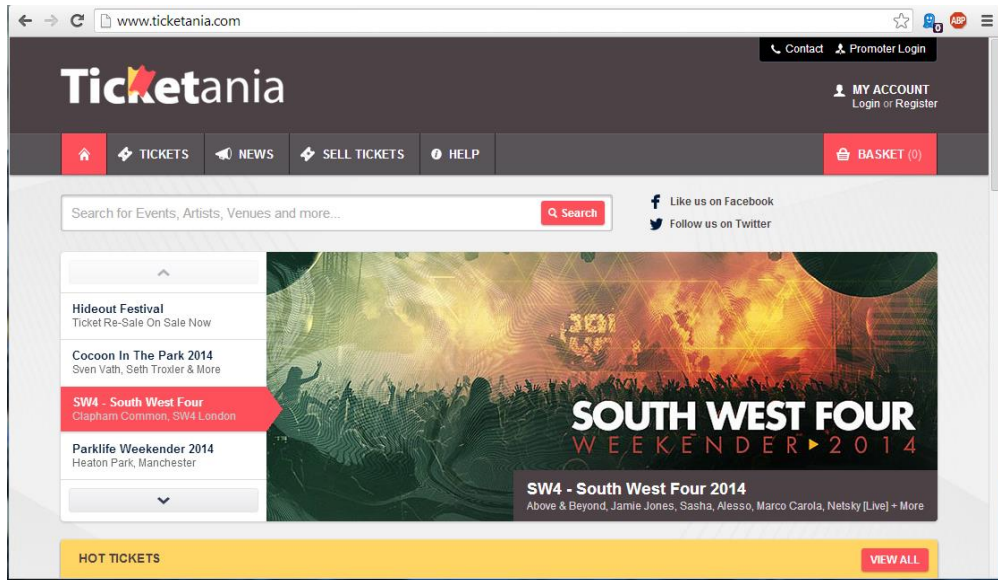 www.ticketania.com
0
ABP
Contact Promoter Login
Ticketania
MY ACCOUNT
Login or Register
TICKETS NEWS SELL TICKETS HELP BASKET (0)
Search for Events, Artists, Venues and more...
Search
Like us on Facebook
Follow us on Twitter
Hideout Festival
Ticket Re-Sale On Sale Now
Cocoon In The Park 2014
Sven Vath, Seth Troxler & More
SW4 - South West Four
Clapham Common, SW4 London
Parklife Weekender 2014
Heaton Park, Manchester
SOUTH WEST FOUR
WEEKENDER 2014
SW4 - South West Four 2014
Above & Beyond, Jamie Jones, Sasha, Alesso, Marco Carola, Netsky [Live] + More
HOT TICKETS
VIEW ALL